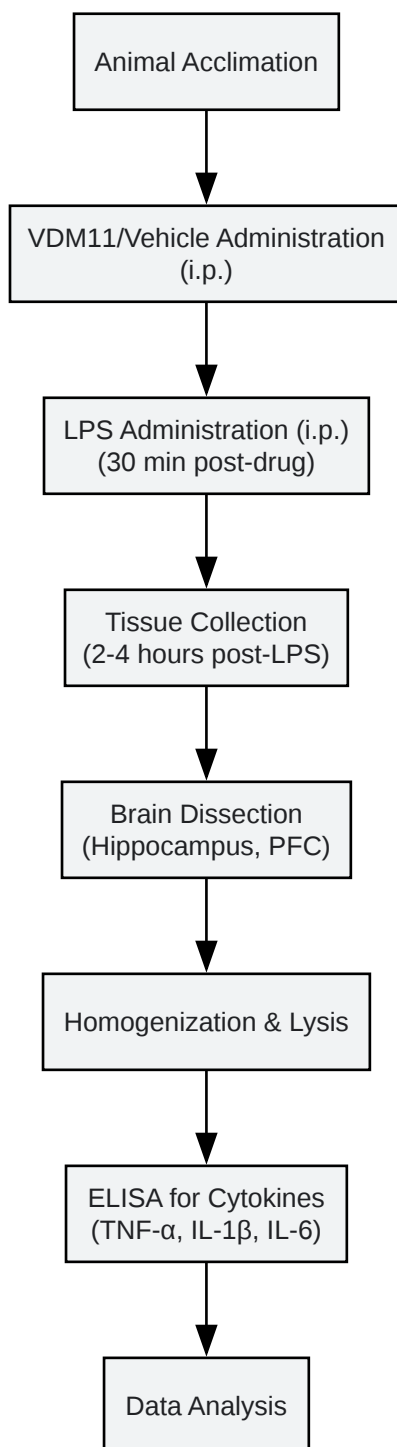 Animal Acclimation
VDM11/Vehicle Administration
(i.p.)
LPS Administration (i.p.)
(30 min post-drug)
Tissue Collection
(2-4 hours post-LPS)
Brain Dissection
(Hippocampus, PFC)
Homogenization & Lysis
ELISA for Cytokines
(TNF-α, IL-1β, IL-6)
Data Analysis